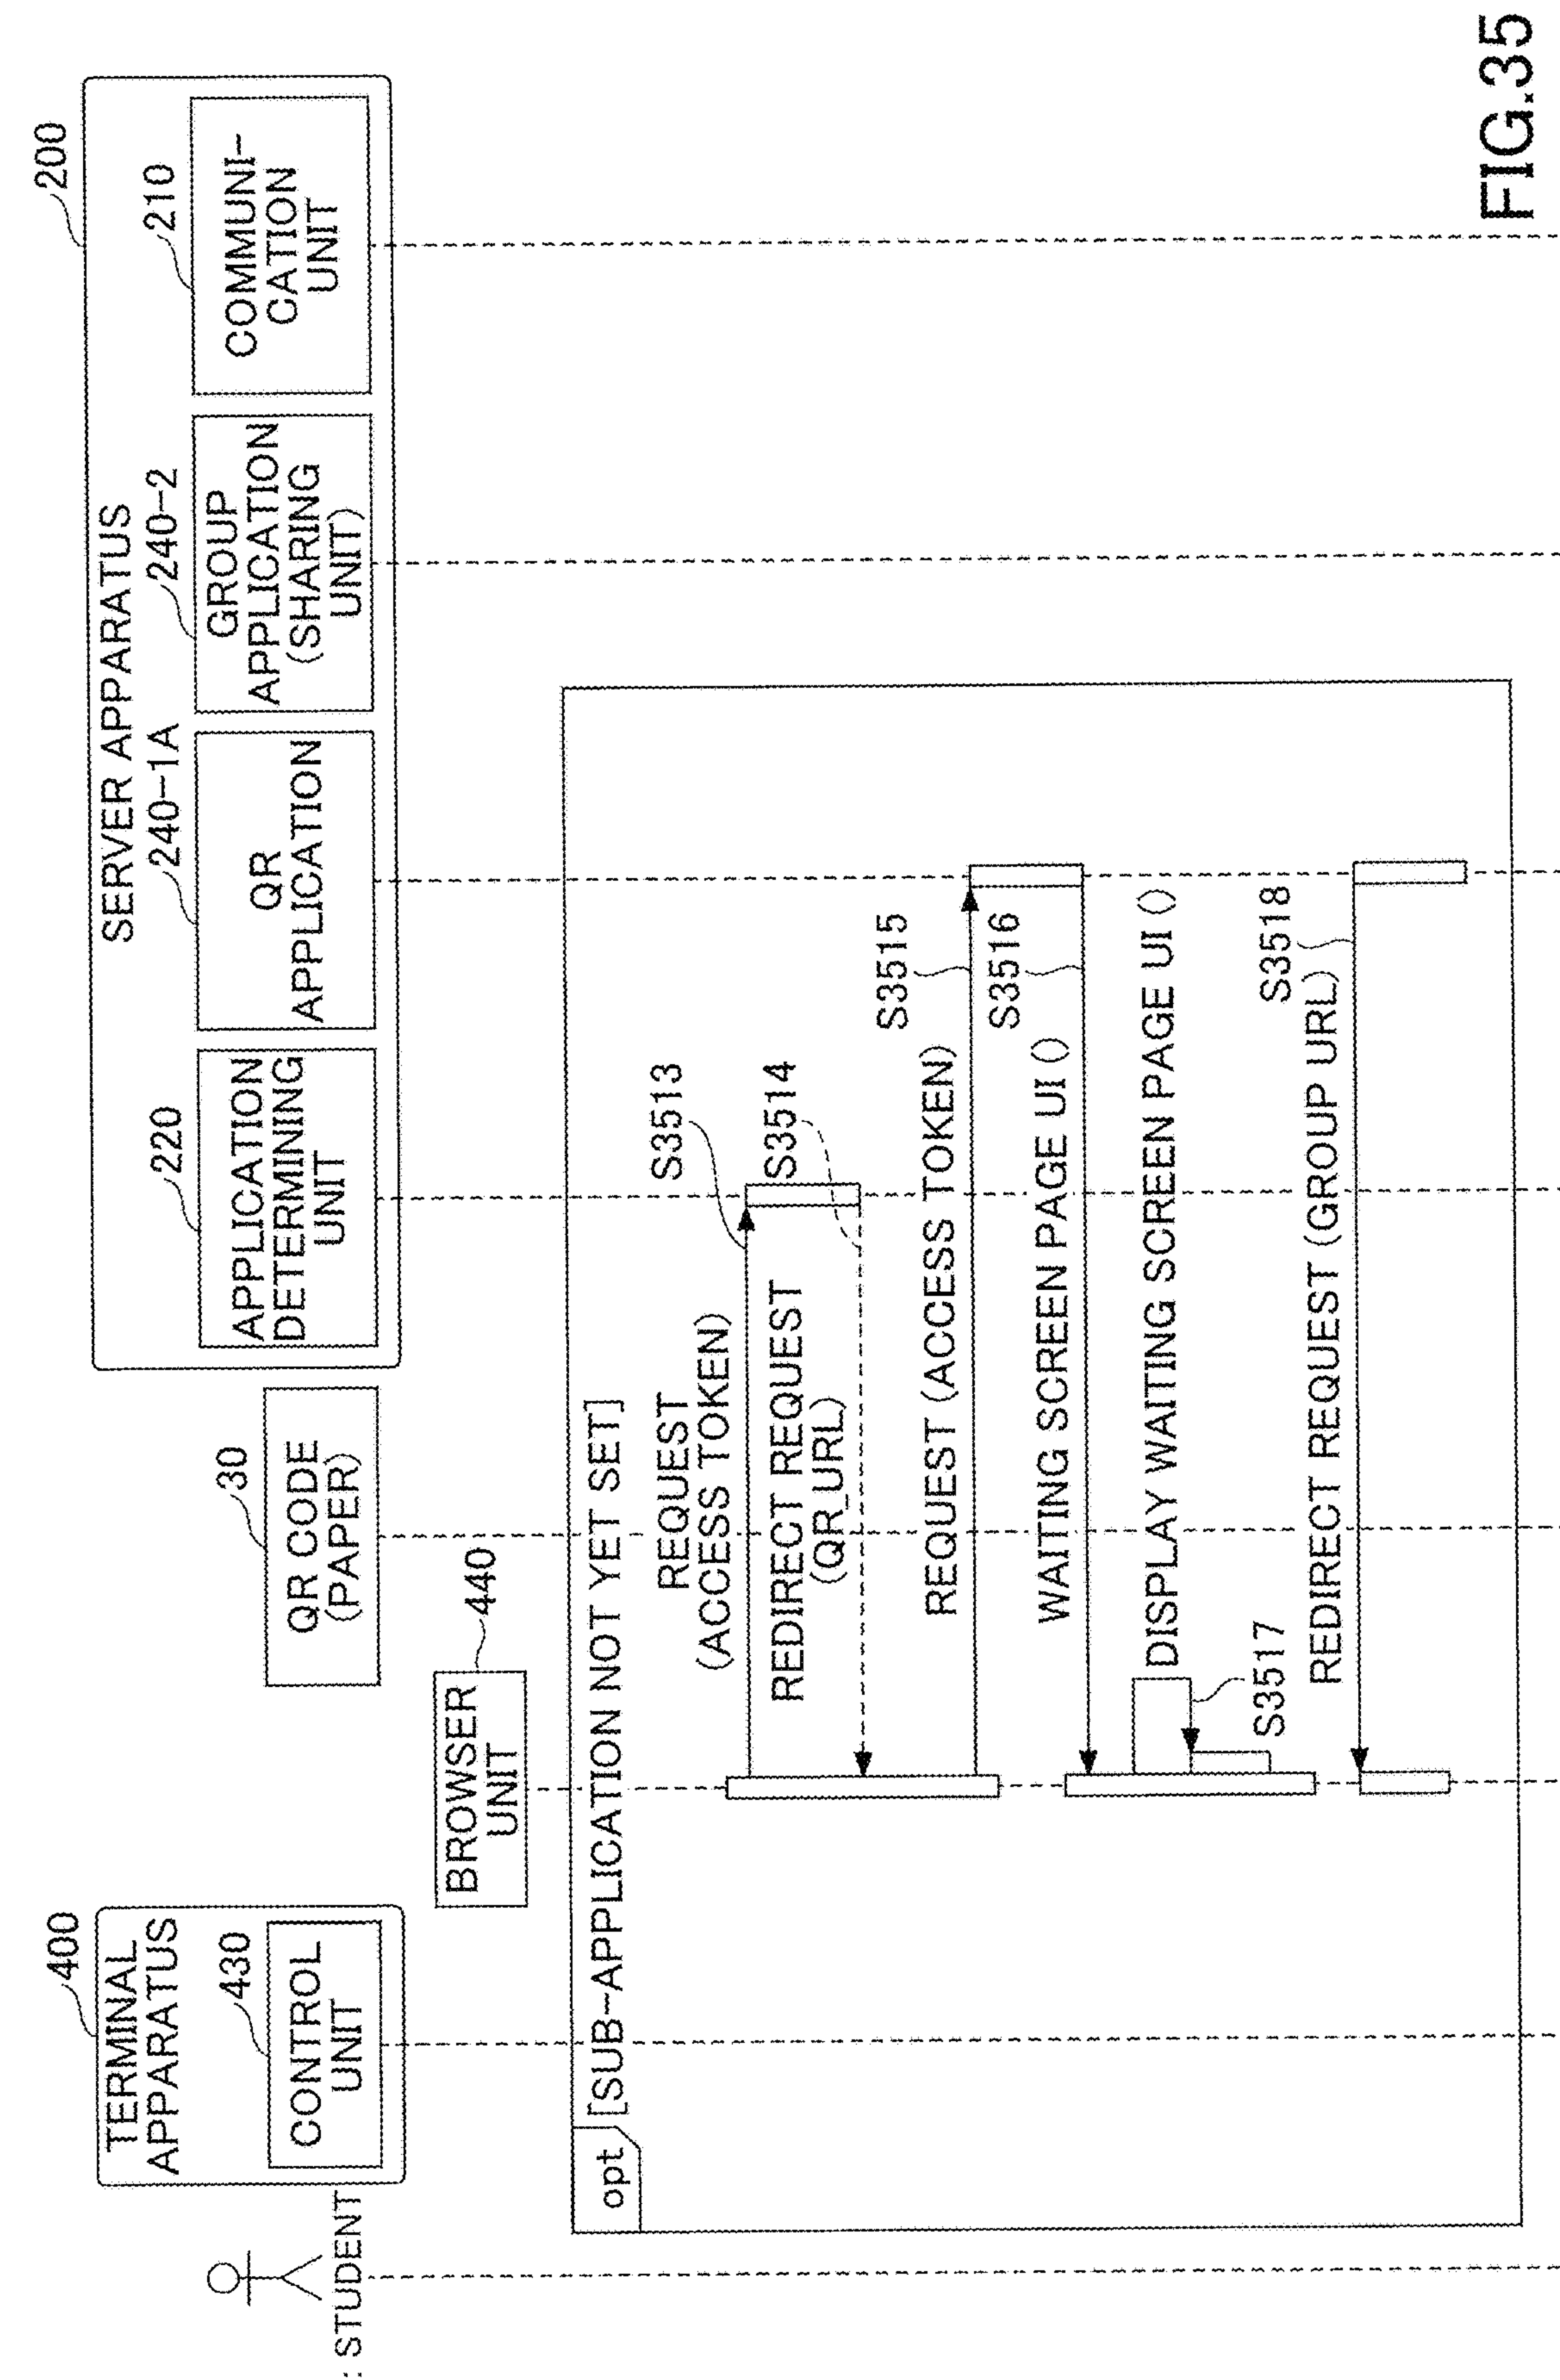 200
SERVER APPARATUS
400
TERMINAL
APPARATUS
430
CONTROL
UNIT
: STUDENT
440
BROWSER
UNIT
30
QR CODE
(PAPER)
220
APPLICATION
DETERMINING
UNIT
240-1A
QR
APPLICATION
240-2
GROUP
APPLICATION
(SHARING
UNIT)
210
COMMUNI-
CATION
UNIT
opt
[SUB-APPLICATION NOT YET SET]
S3513
REQUEST
(ACCESS TOKEN)
S3514
REDIRECT REQUEST
(QR_URL)
S3515
REQUEST (ACCESS TOKEN)
S3516
WAITING SCREEN PAGE UI ()
DISPLAY WAITING SCREEN PAGE UI ()
S3517
S3518
REDIRECT REQUEST (GROUP URL)
FIG.35